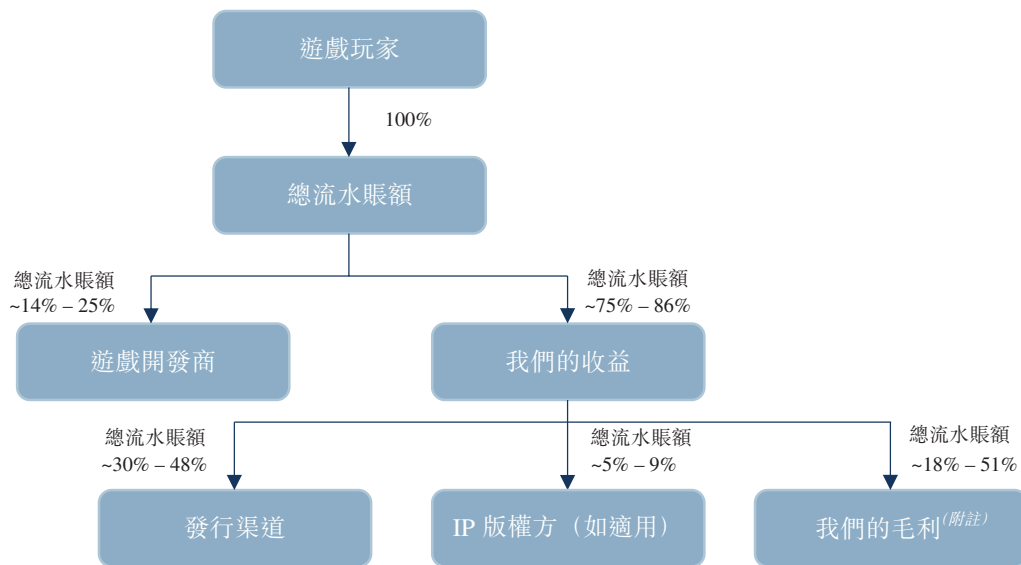 遊戲玩家
100%
總流水賬額
總流水賬額
~14% – 25%
總流水賬額
~75% – 86%
遊戲開發商
我們的收益
總流水賬額
~30% – 48%
總流水賬額
~5% – 9%
總流水賬額
~18% – 51%
發行渠道
IP 版權方（如適用）
我們的毛利(附註)